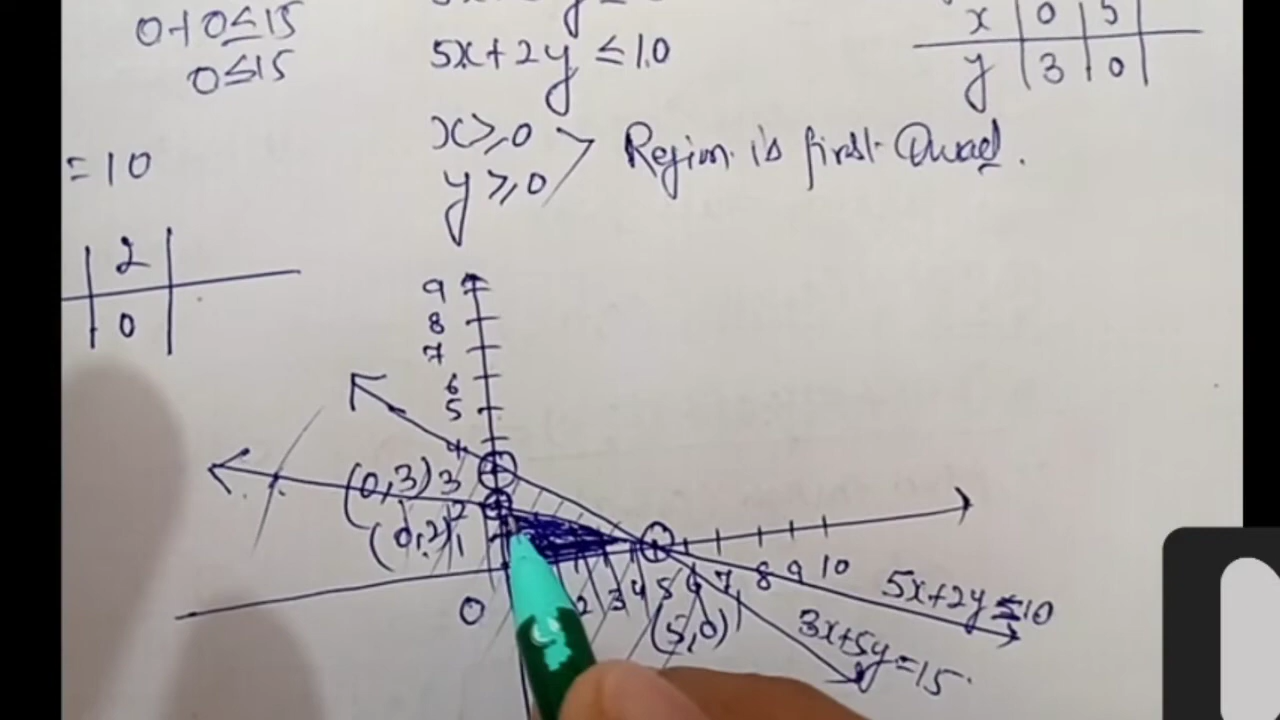 0+0≤15
0≤15
5x+2y ≤10
x≥0
y≥0
Region is first Quad.
x | 0 | 5
y | 3 | 0
=10
2
0
9
8
7
6
5
4
(0,3) 3
(0,2) 2
1
0 2 3 4 5 6 7 8 9 10
(5,0)
5x+2y≤10
3x+5y=15